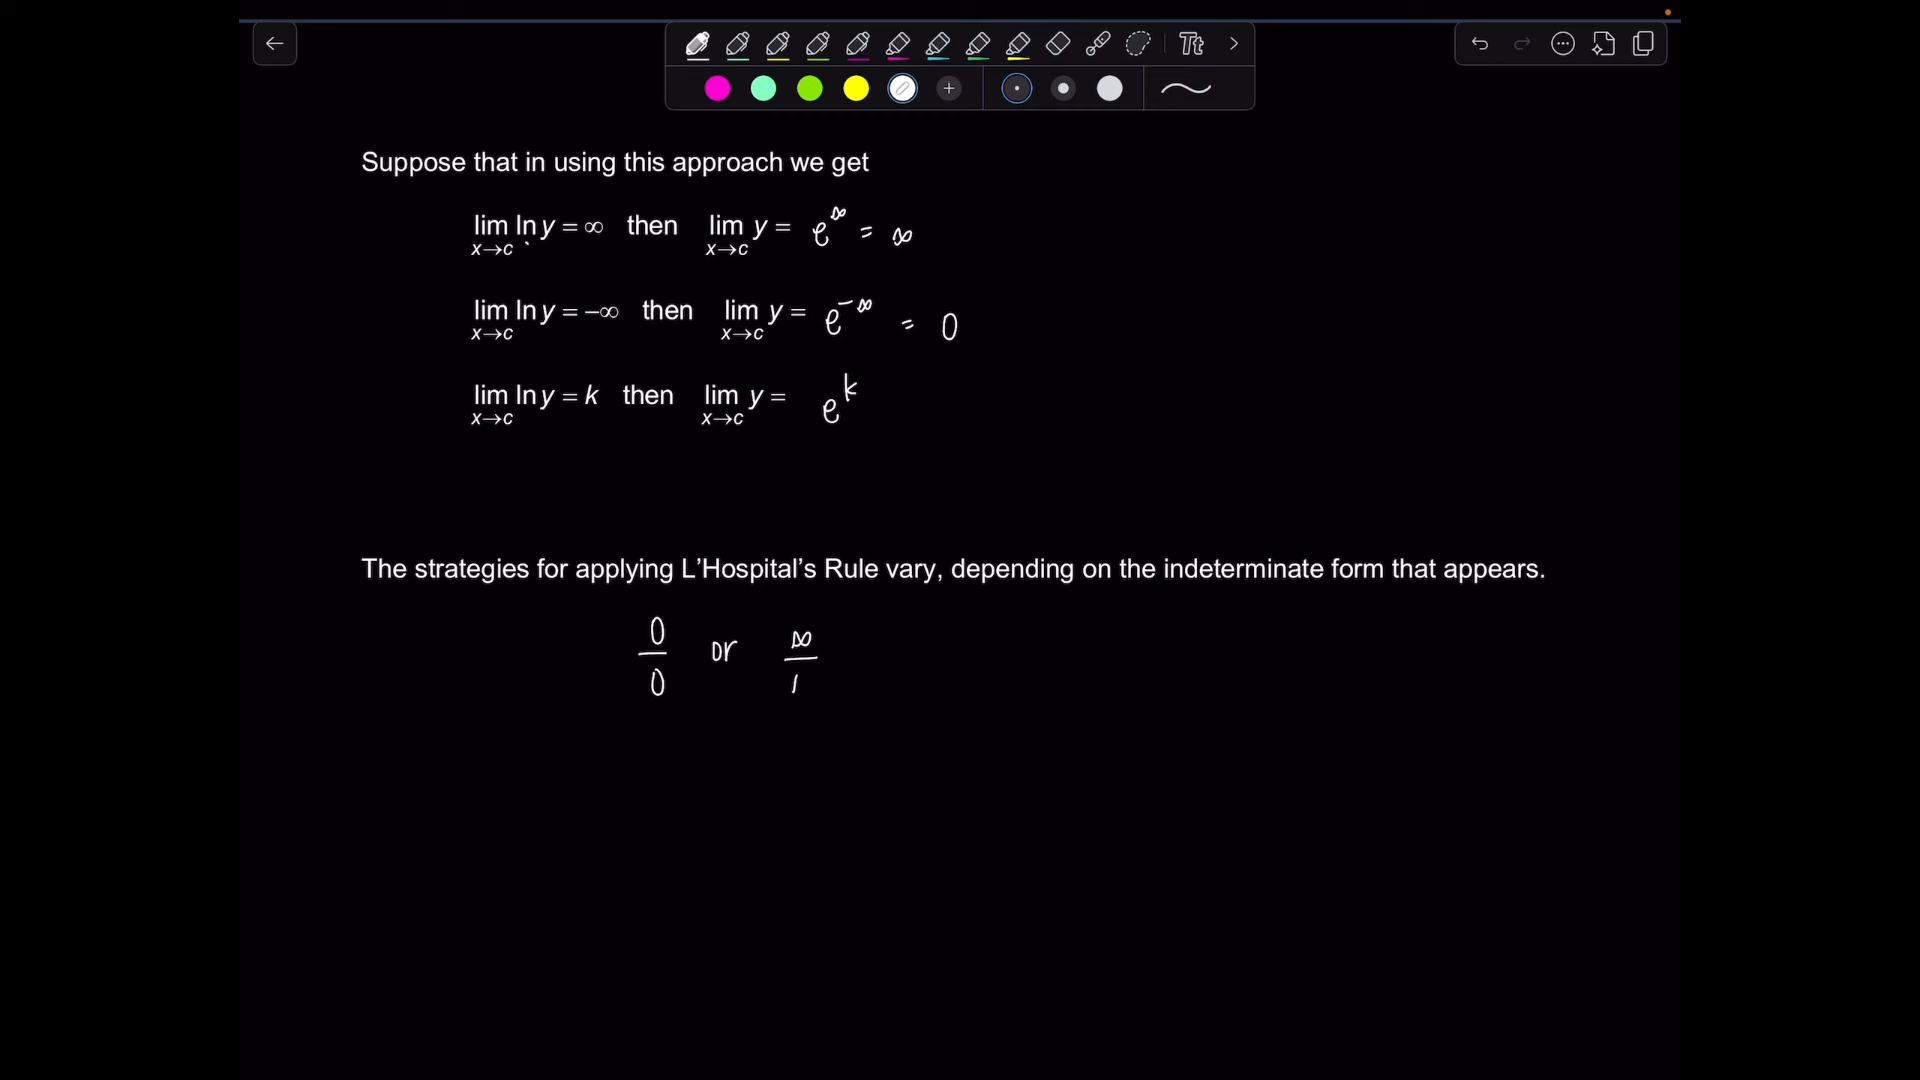 Tt
Suppose that in using this approach we get
lim ln y = ∞ then lim y = e^∞ = ∞
x→c x→c
lim ln y = –∞ then lim y = e^-∞ = 0
x→c x→c
lim ln y = k then lim y = e^k
x→c x→c
The strategies for applying L’Hospital’s Rule vary, depending on the indeterminate form that appears.
0 or ∞
0